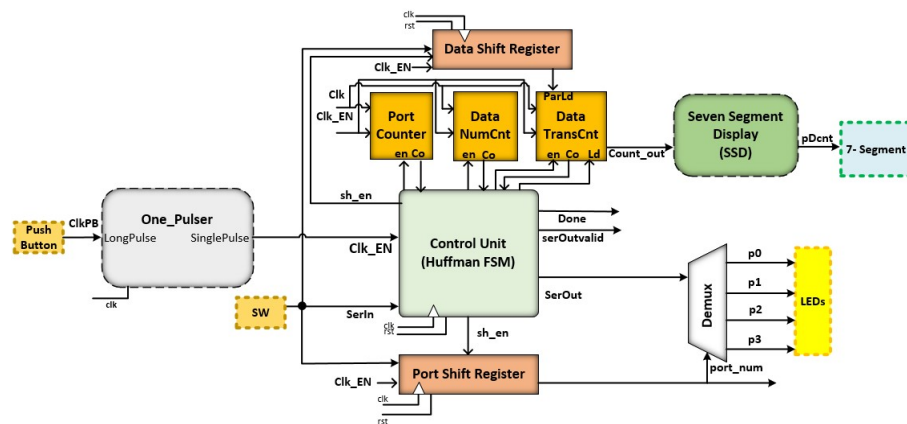 clk
rst
Data Shift Register
Clk_EN
Clk
Clk_EN
Port
Counter
en Co
Data
NumCnt
en Co
ParLd
Data
TransCnt
en Co Ld
Count_out
Seven Segment
Display
(SSD)
pDcnt
7- Segment
sh_en
Push
Button
ClkPB
One_Pulser
LongPulse
SinglePulse
clk
Clk_EN
Control Unit
(Huffman FSM)
Done
serOutvalid
SerOut
SW
SerIn
clk
rst
sh_en
Demux
p0
p1
p2
p3
LEDs
port_num
Clk_EN
Port Shift Register
clk
rst